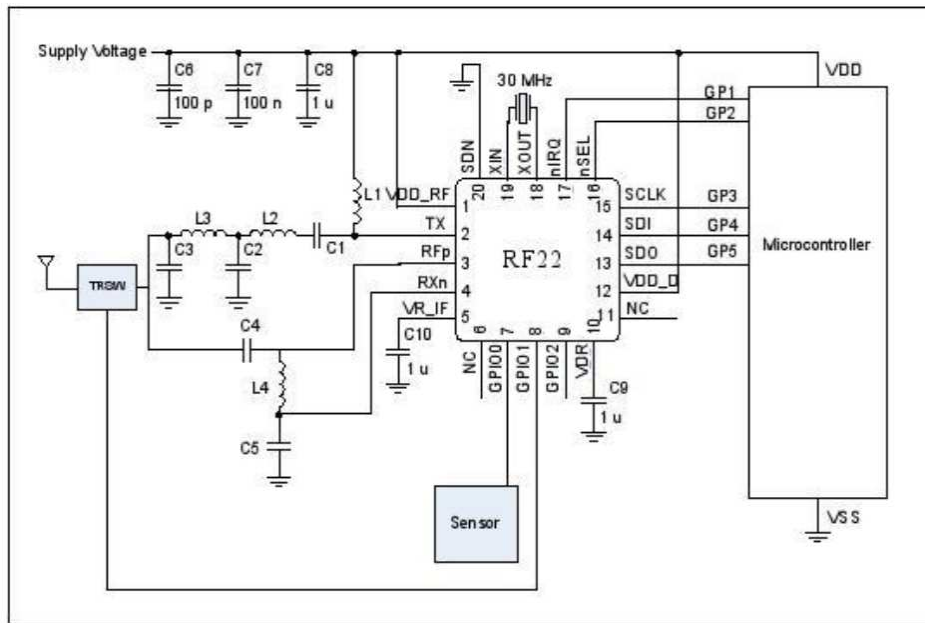 Supply Voltage
C6
100 p
C7
100 n
C8
1 u
30 MHz
VDD
GP1
GP2
SDN
XIN
XOUT
nIRQ
nSEL
20
19
18
17
16
L1
VDD_RF
1
15
SCLK
GP3
L3
L2
C1
TX
2
14
SDI
GP4
Microcontroller
C3
C2
RFp
3
RF22
13
SDO
GP5
TRSW
RXn
4
12
VDD_D
VR_IF
5
11
NC
C4
C10
1 u
6
7
8
9
10
NC
GPIO0
GPIO1
GPIO2
VDR
L4
C9
1 u
C5
Sensor
VSS